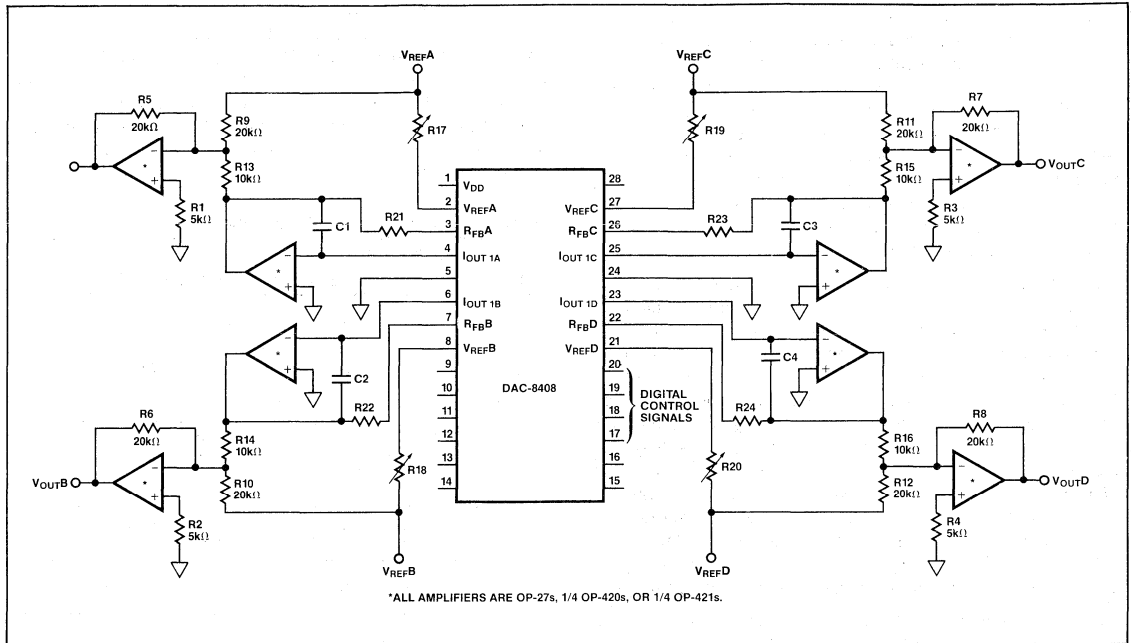 VREFA
VREFC
R5
20kΩ
R9
20kΩ
R17
R13
10kΩ
R1
5kΩ
C1
R21
*
-
+
*
-
+
R19
R11
20kΩ
R7
20kΩ
R15
10kΩ
VOUTC
R3
5kΩ
R23
C3
*
-
+
*
-
+
1 VDD 28
2 VREFA VREFC 27
3 RFBA RFBC 26
4 IOUT 1A IOUT 1C 25
5 24
6 IOUT 1B IOUT 1D 23
7 RFBB RFBD 22
8 VREFB VREFD 21
9 20
DAC-8408
10 19
11 18
12 17
13 16
14 15
DIGITAL
CONTROL
SIGNALS
*
-
+
C2
R22
R6
20kΩ
R14
10kΩ
VOUTB
*
-
+
R10
20kΩ
R18
R2
5kΩ
VREFB
*
-
+
C4
R24
R16
10kΩ
R8
20kΩ
R20
R12
20kΩ
*
-
+
VOUTD
R4
5kΩ
VREFD
*ALL AMPLIFIERS ARE OP-27s, 1/4 OP-420s, OR 1/4 OP-421s.